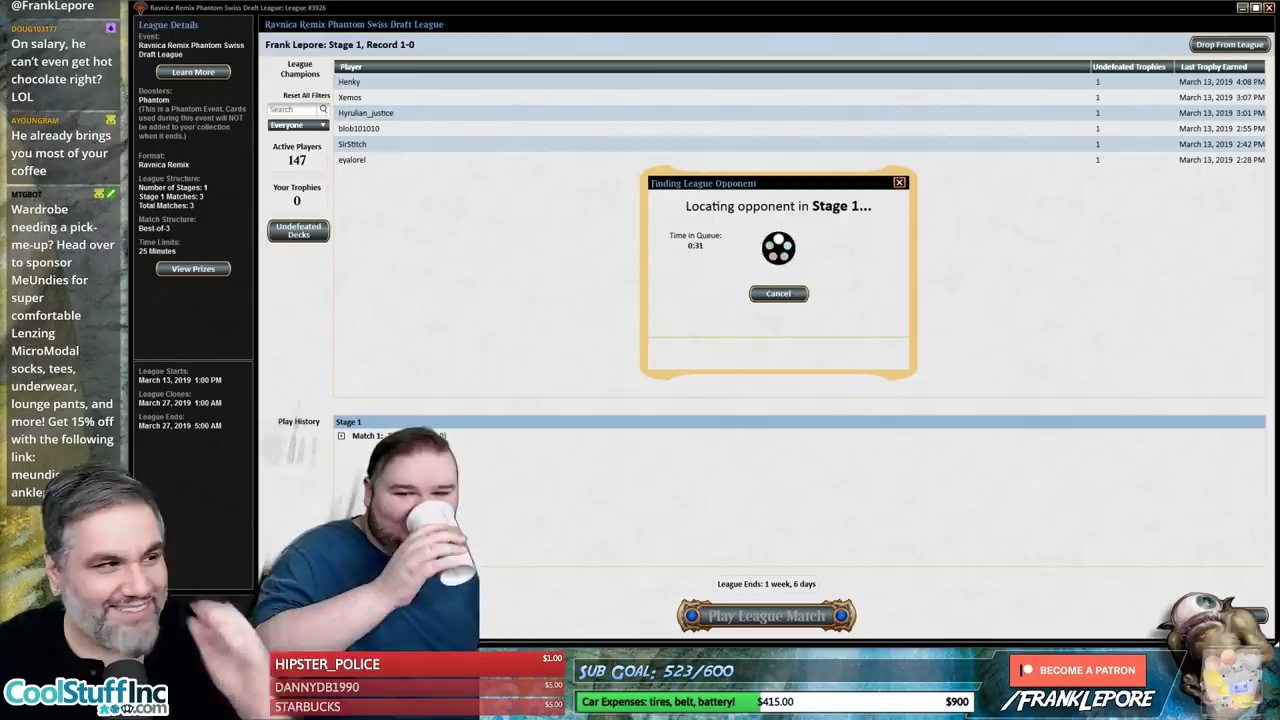 @FrankLepore
DOUG103177
On salary, he
can't even get hot
chocolate right?
LOL
AYOUNGRAM
He already brings
you most of your
coffee
MTGBOT
Wardrobe
needing a pick-
me-up? Head over
to sponsor
MeUndies for
super
comfortable
Lenzing
MicroModal
socks, tees,
underwear,
lounge pants, and
more! Get 15% off
with the following
link:
meundie
ankle
Ravnica Remix Phantom Swiss Draft League: League #3926
League Details
Event:
Ravnica Remix Phantom Swiss
Draft League
Learn More
Boosters:
Phantom
(This is a Phantom Event. Cards
used during this event will NOT
be added to your collection
when it ends.)
Format:
Ravnica Remix
League Structure:
Number of Stages: 1
Stage 1 Matches: 3
Total Matches: 3
Match Structure:
Best-of-3
Time Limits:
25 Minutes
View Prizes
League Starts:
March 13, 2019 1:00 PM
League Closes:
March 27, 2019 1:00 AM
League Ends:
March 27, 2019 5:00 AM
Ravnica Remix Phantom Swiss Draft League
Frank Lepore: Stage 1, Record 1-0
Drop From League
League
Champions
Reset All Filters
Search
Everyone
Active Players
147
Your Trophies
0
Undefeated
Decks
Player Undefeated Trophies Last Trophy Earned
Henky 1 March 13, 2019 4:08 PM
Xemos 1 March 13, 2019 3:07 PM
Hyrulian_justice 1 March 13, 2019 3:01 PM
blob101010 1 March 13, 2019 2:55 PM
SirStitch 1 March 13, 2019 2:42 PM
eyalorel 1 March 13, 2019 2:28 PM
Finding League Opponent
Locating opponent in Stage 1...
Time in Queue:
0:31
Cancel
Play History
Stage 1
Match 1:
League Ends: 1 week, 6 days
Play League Match
HIPSTER_POLICE $1.00
DANNYDB1990 $5.00
STARBUCKS $5.00
SUB GOAL: 523/600
Car Expenses: tires, belt, battery! $415.00 $900
BECOME A PATRON
/FRANKLEPORE
CoolStuffInc
.com